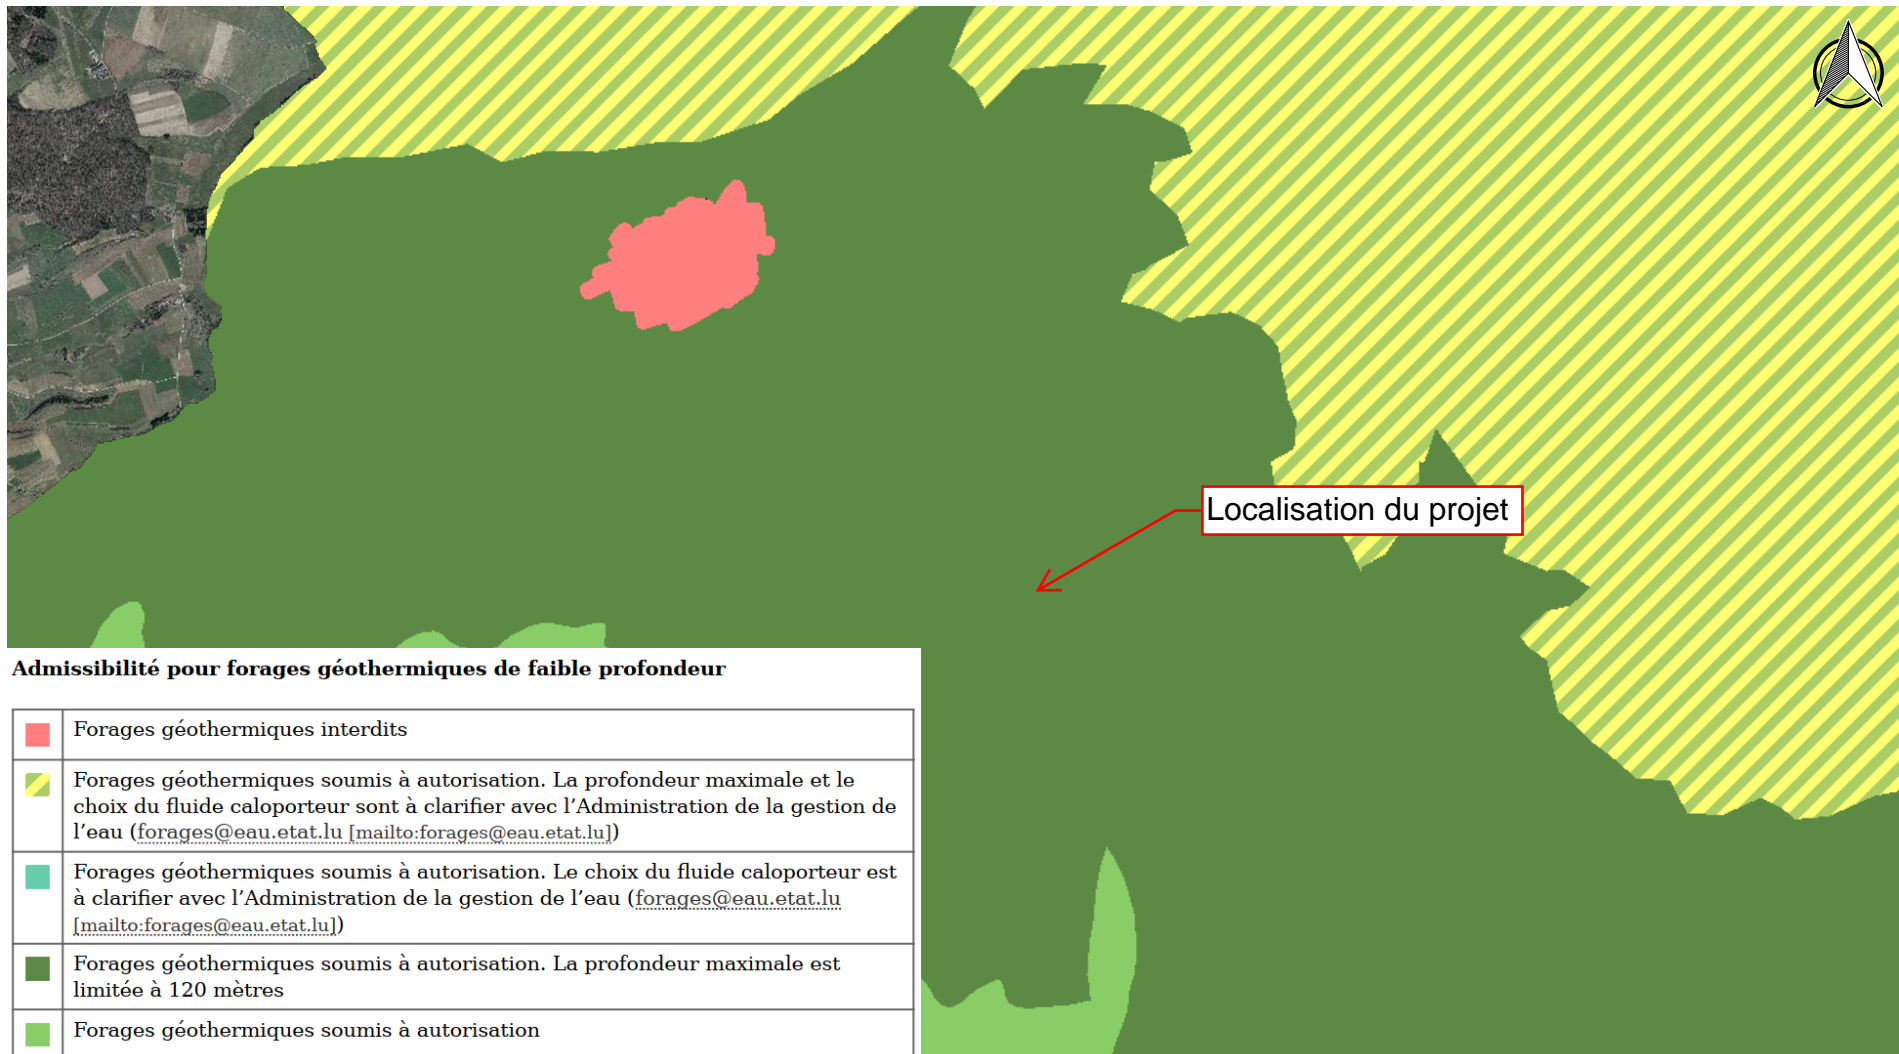 Localisation du projet
Admissibilité pour forages géothermiques de faible profondeur
Forages géothermiques interdits
Forages géothermiques soumis à autorisation. La profondeur maximale et le
choix du fluide caloporteur sont à clarifier avec l’Administration de la gestion de
l’eau (forages@eau.etat.lu [mailto:forages@eau.etat.lu])
Forages géothermiques soumis à autorisation. Le choix du fluide caloporteur est
à clarifier avec l’Administration de la gestion de l’eau (forages@eau.etat.lu
[mailto:forages@eau.etat.lu])
Forages géothermiques soumis à autorisation. La profondeur maximale est
limitée à 120 mètres
Forages géothermiques soumis à autorisation